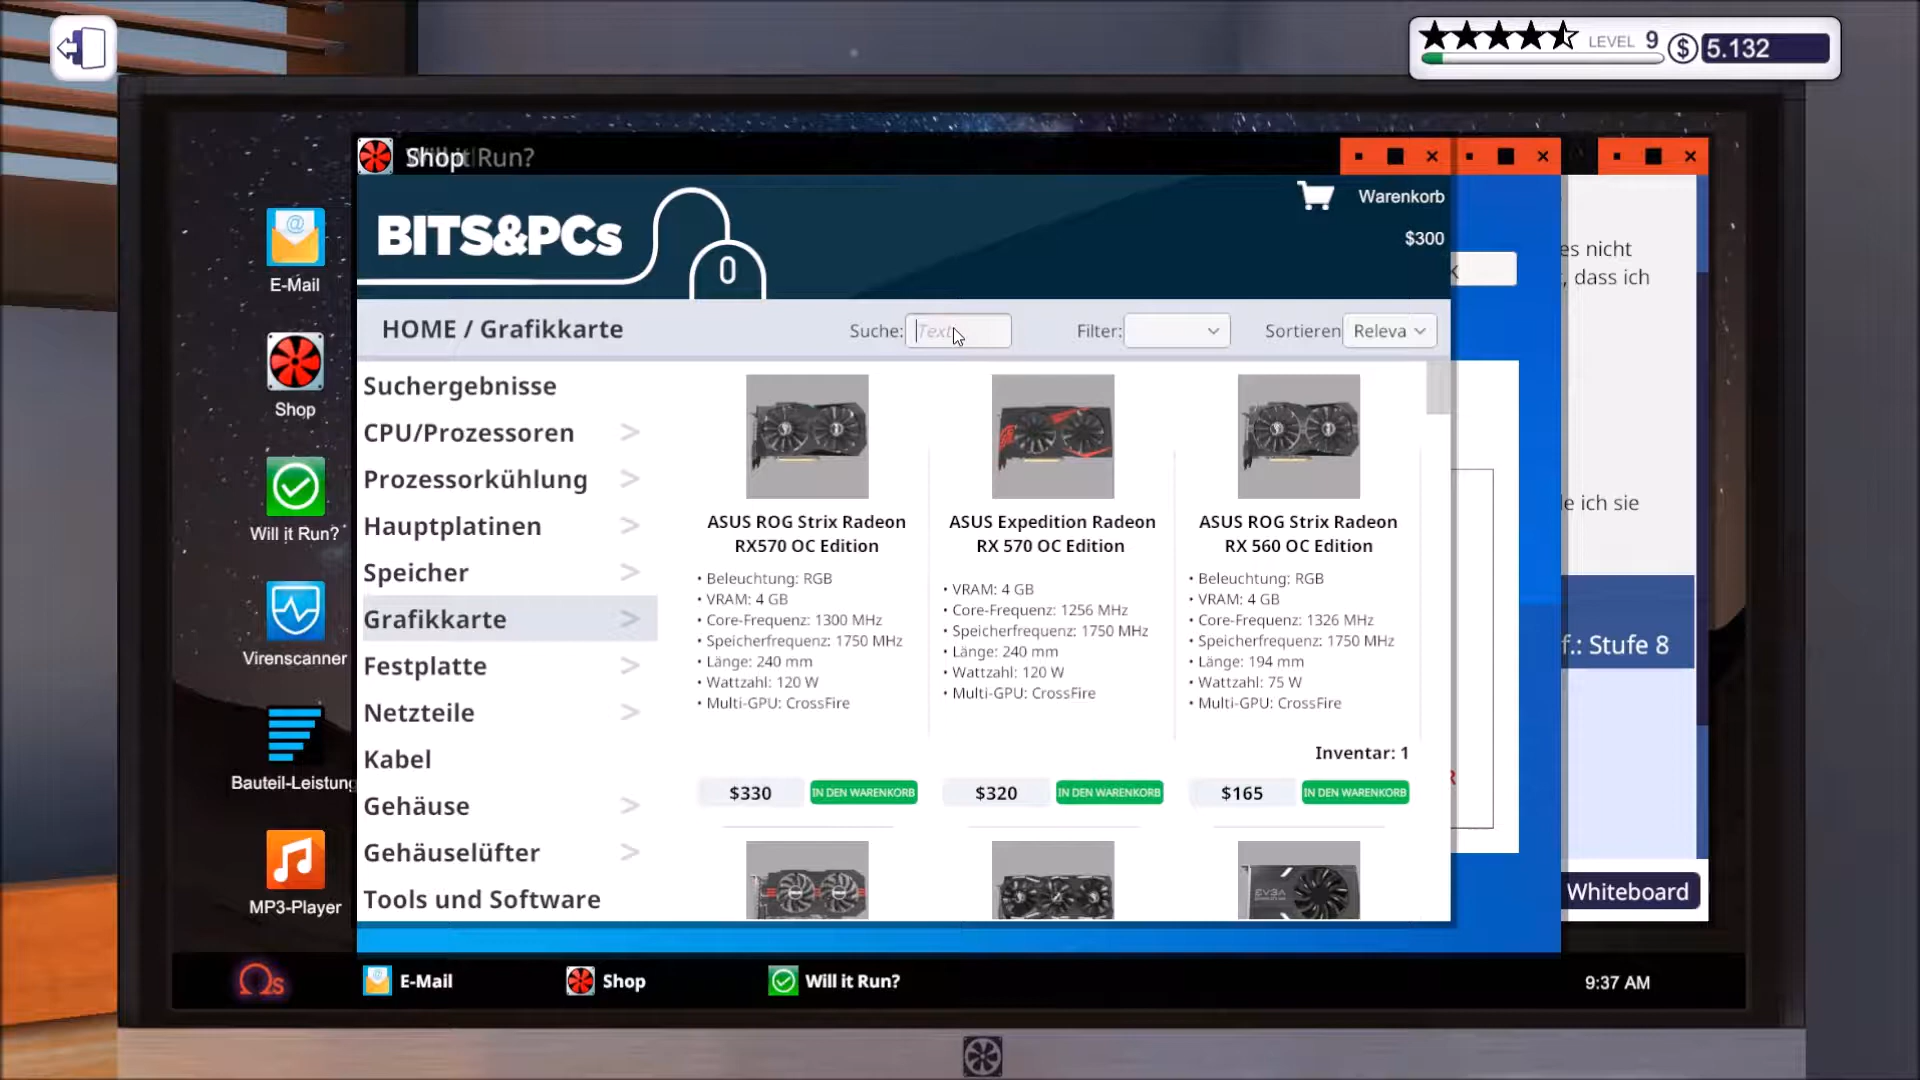 LEVEL 9
$ 5.132
Shop
Will it Run?
BITS&PCs
Warenkorb
$300
HOME / Grafikkarte
Suche: Text
Filter:
Sortieren Releva
E-Mail
Shop
Will it Run?
Virenscanner
Bauteil-Leistung
MP3-Player
Suchergebnisse
CPU/Prozessoren >
Prozessorkühlung >
Hauptplatinen >
Speicher >
Grafikkarte >
Festplatte >
Netzteile >
Kabel
Gehäuse >
Gehäuselüfter >
Tools und Software
ASUS ROG Strix Radeon
RX570 OC Edition
• Beleuchtung: RGB
• VRAM: 4 GB
• Core-Frequenz: 1300 MHz
• Speicherfrequenz: 1750 MHz
• Länge: 240 mm
• Wattzahl: 120 W
• Multi-GPU: CrossFire
$330
IN DEN WARENKORB
ASUS Expedition Radeon
RX 570 OC Edition
• VRAM: 4 GB
• Core-Frequenz: 1256 MHz
• Speicherfrequenz: 1750 MHz
• Länge: 240 mm
• Wattzahl: 120 W
• Multi-GPU: CrossFire
$320
IN DEN WARENKORB
ASUS ROG Strix Radeon
RX 560 OC Edition
• Beleuchtung: RGB
• VRAM: 4 GB
• Core-Frequenz: 1326 MHz
• Speicherfrequenz: 1750 MHz
• Länge: 194 mm
• Wattzahl: 75 W
• Multi-GPU: CrossFire
Inventar: 1
$165
IN DEN WARENKORB
EVGA
es nicht
, dass ich
e ich sie
f.: Stufe 8
Whiteboard
Ωs
E-Mail
Shop
Will it Run?
9:37 AM